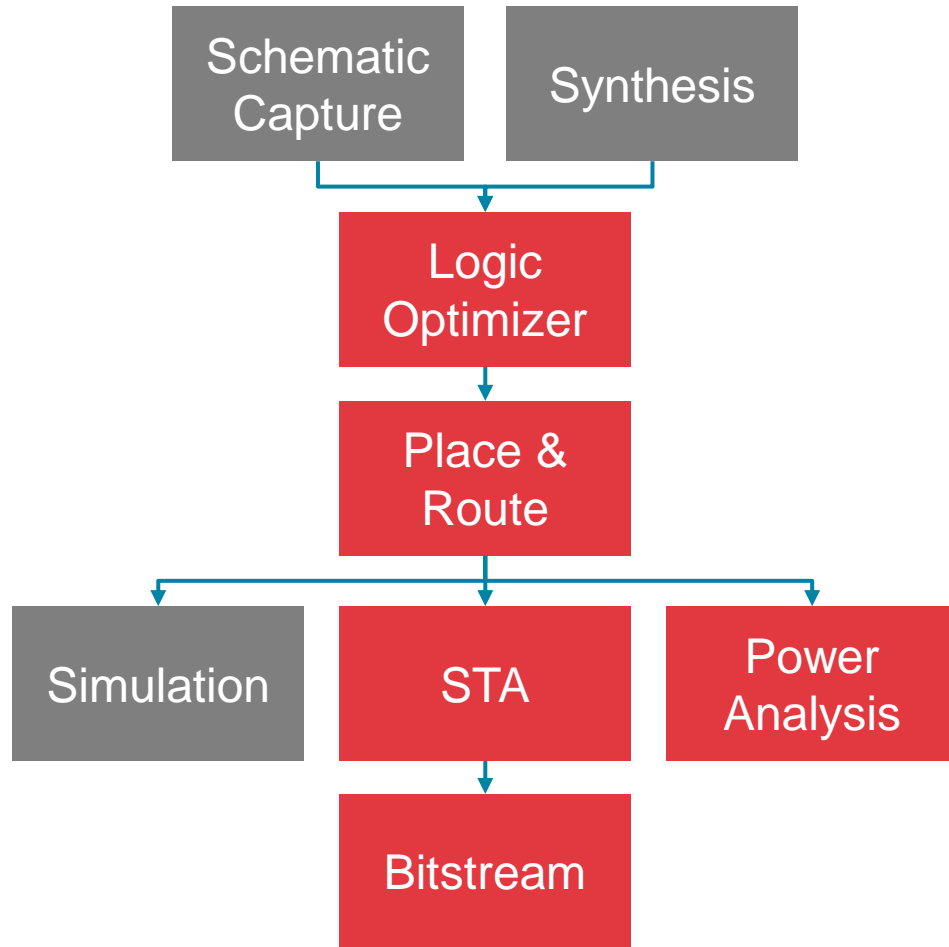 Schematic
Capture
Synthesis
Logic
Optimizer
Place &
Route
Simulation
STA
Power
Analysis
Bitstream